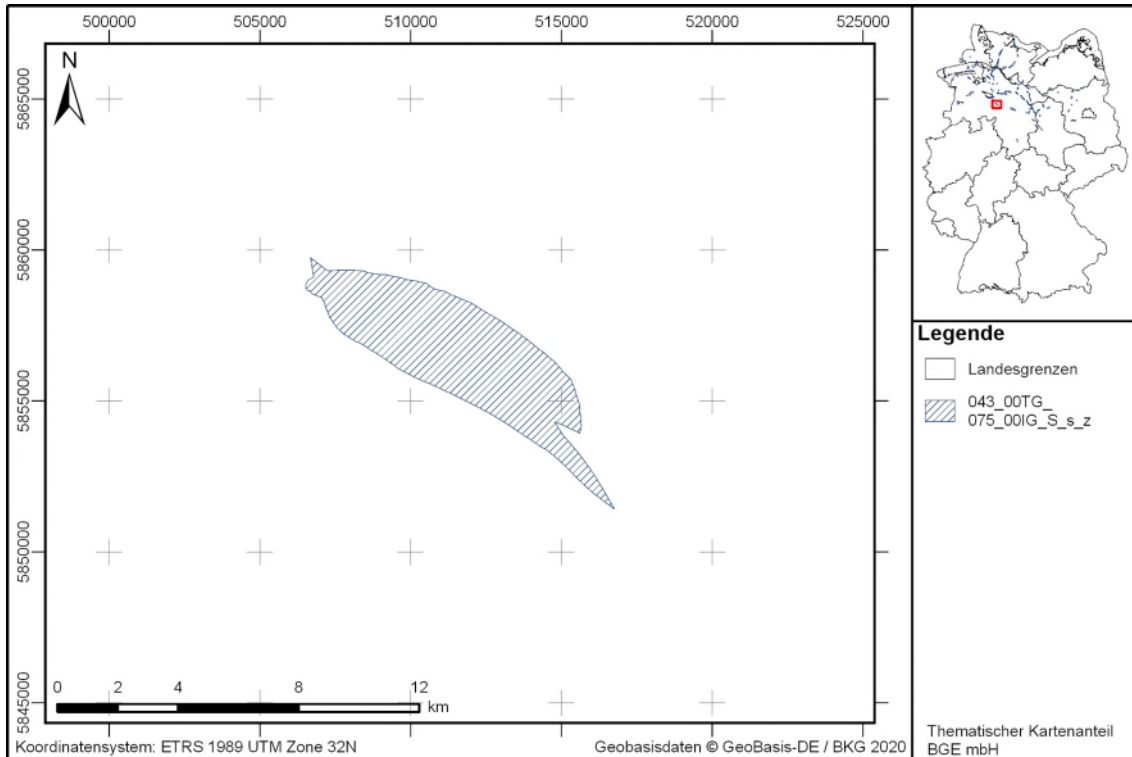 500000 505000 510000 515000 520000 525000
N
5865000
5860000
5855000
5850000
5845000
0 2 4 8 12
km
Koordinatensystem: ETRS 1989 UTM Zone 32N
Geobasisdaten © GeoBasis-DE / BKG 2020
Legende
Landesgrenzen
043_00TG_
075_00IG_S_s_z
Thematischer Kartenanteil
BGE mbH